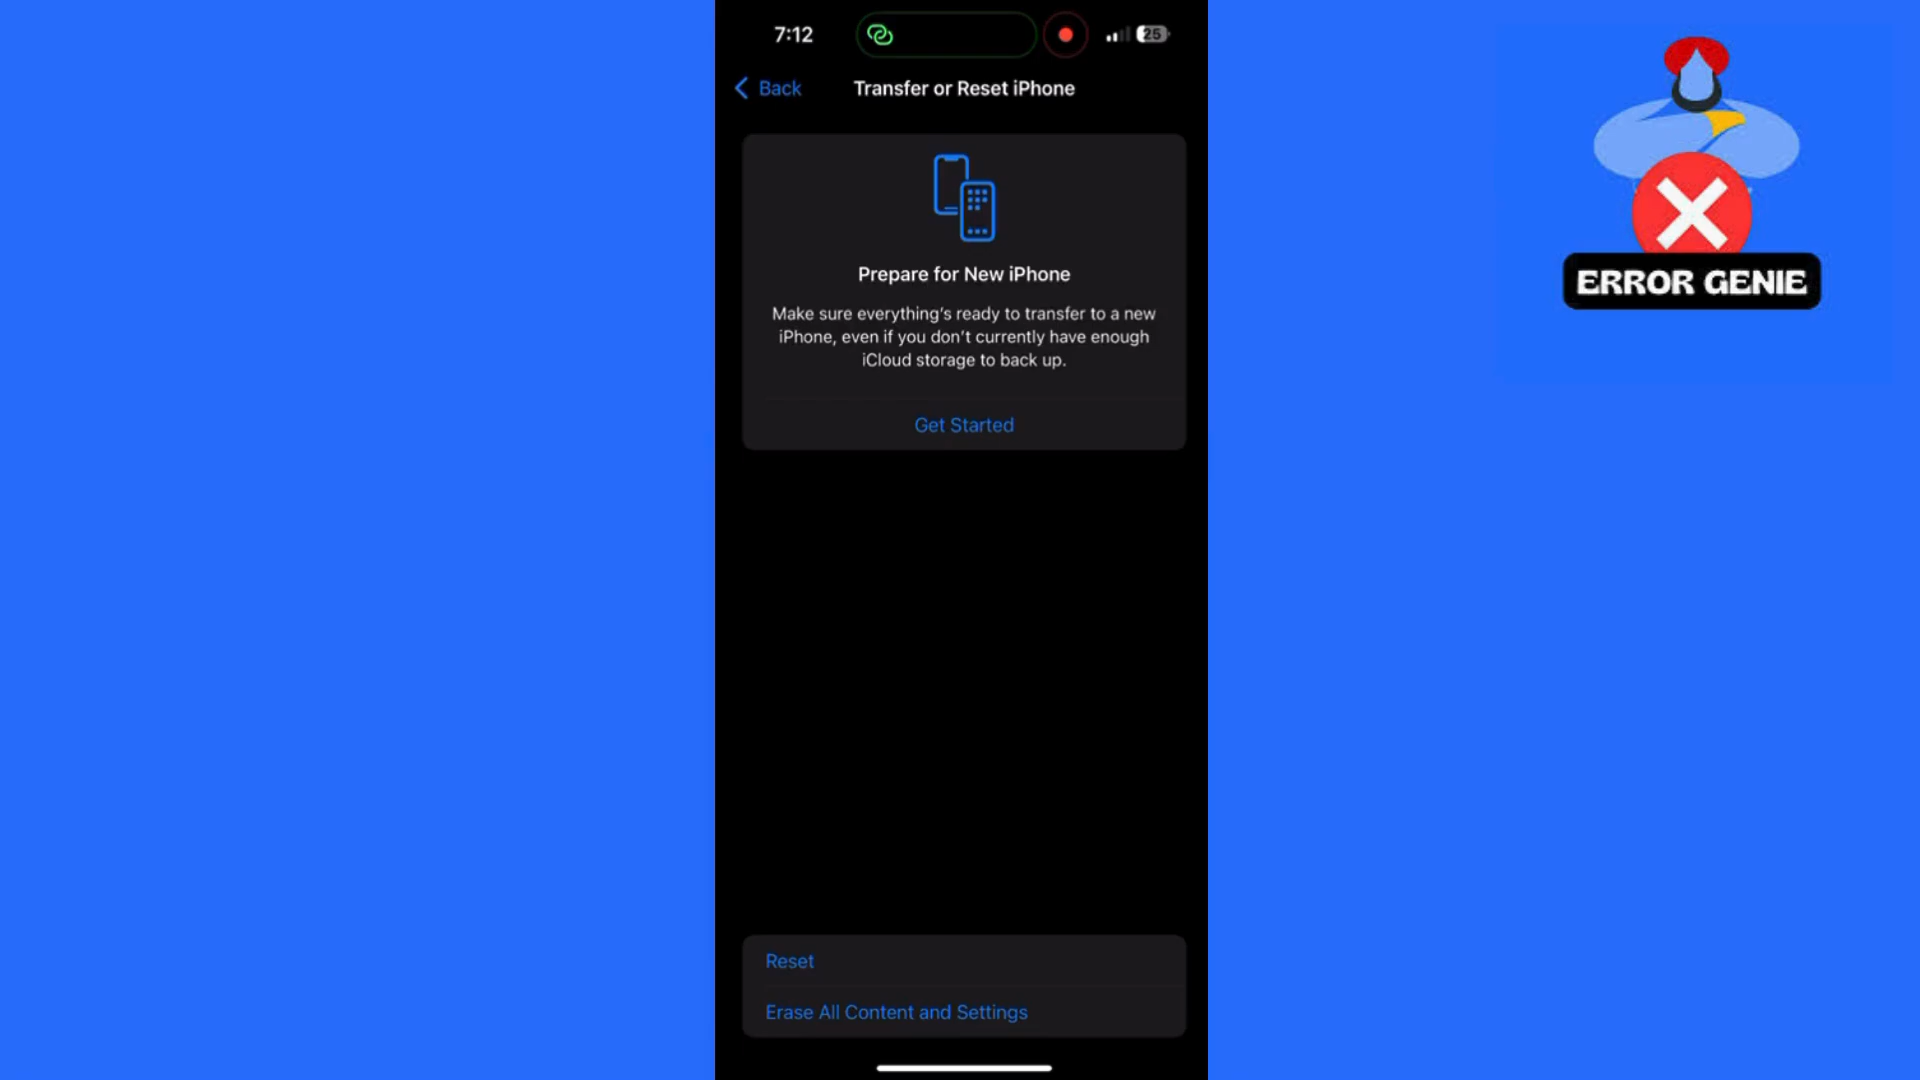 7:12
25
Back
Transfer or Reset iPhone
Prepare for New iPhone
Make sure everything's ready to transfer to a new
iPhone, even if you don't currently have enough
iCloud storage to back up.
Get Started
Reset
Erase All Content and Settings
ERROR GENIE